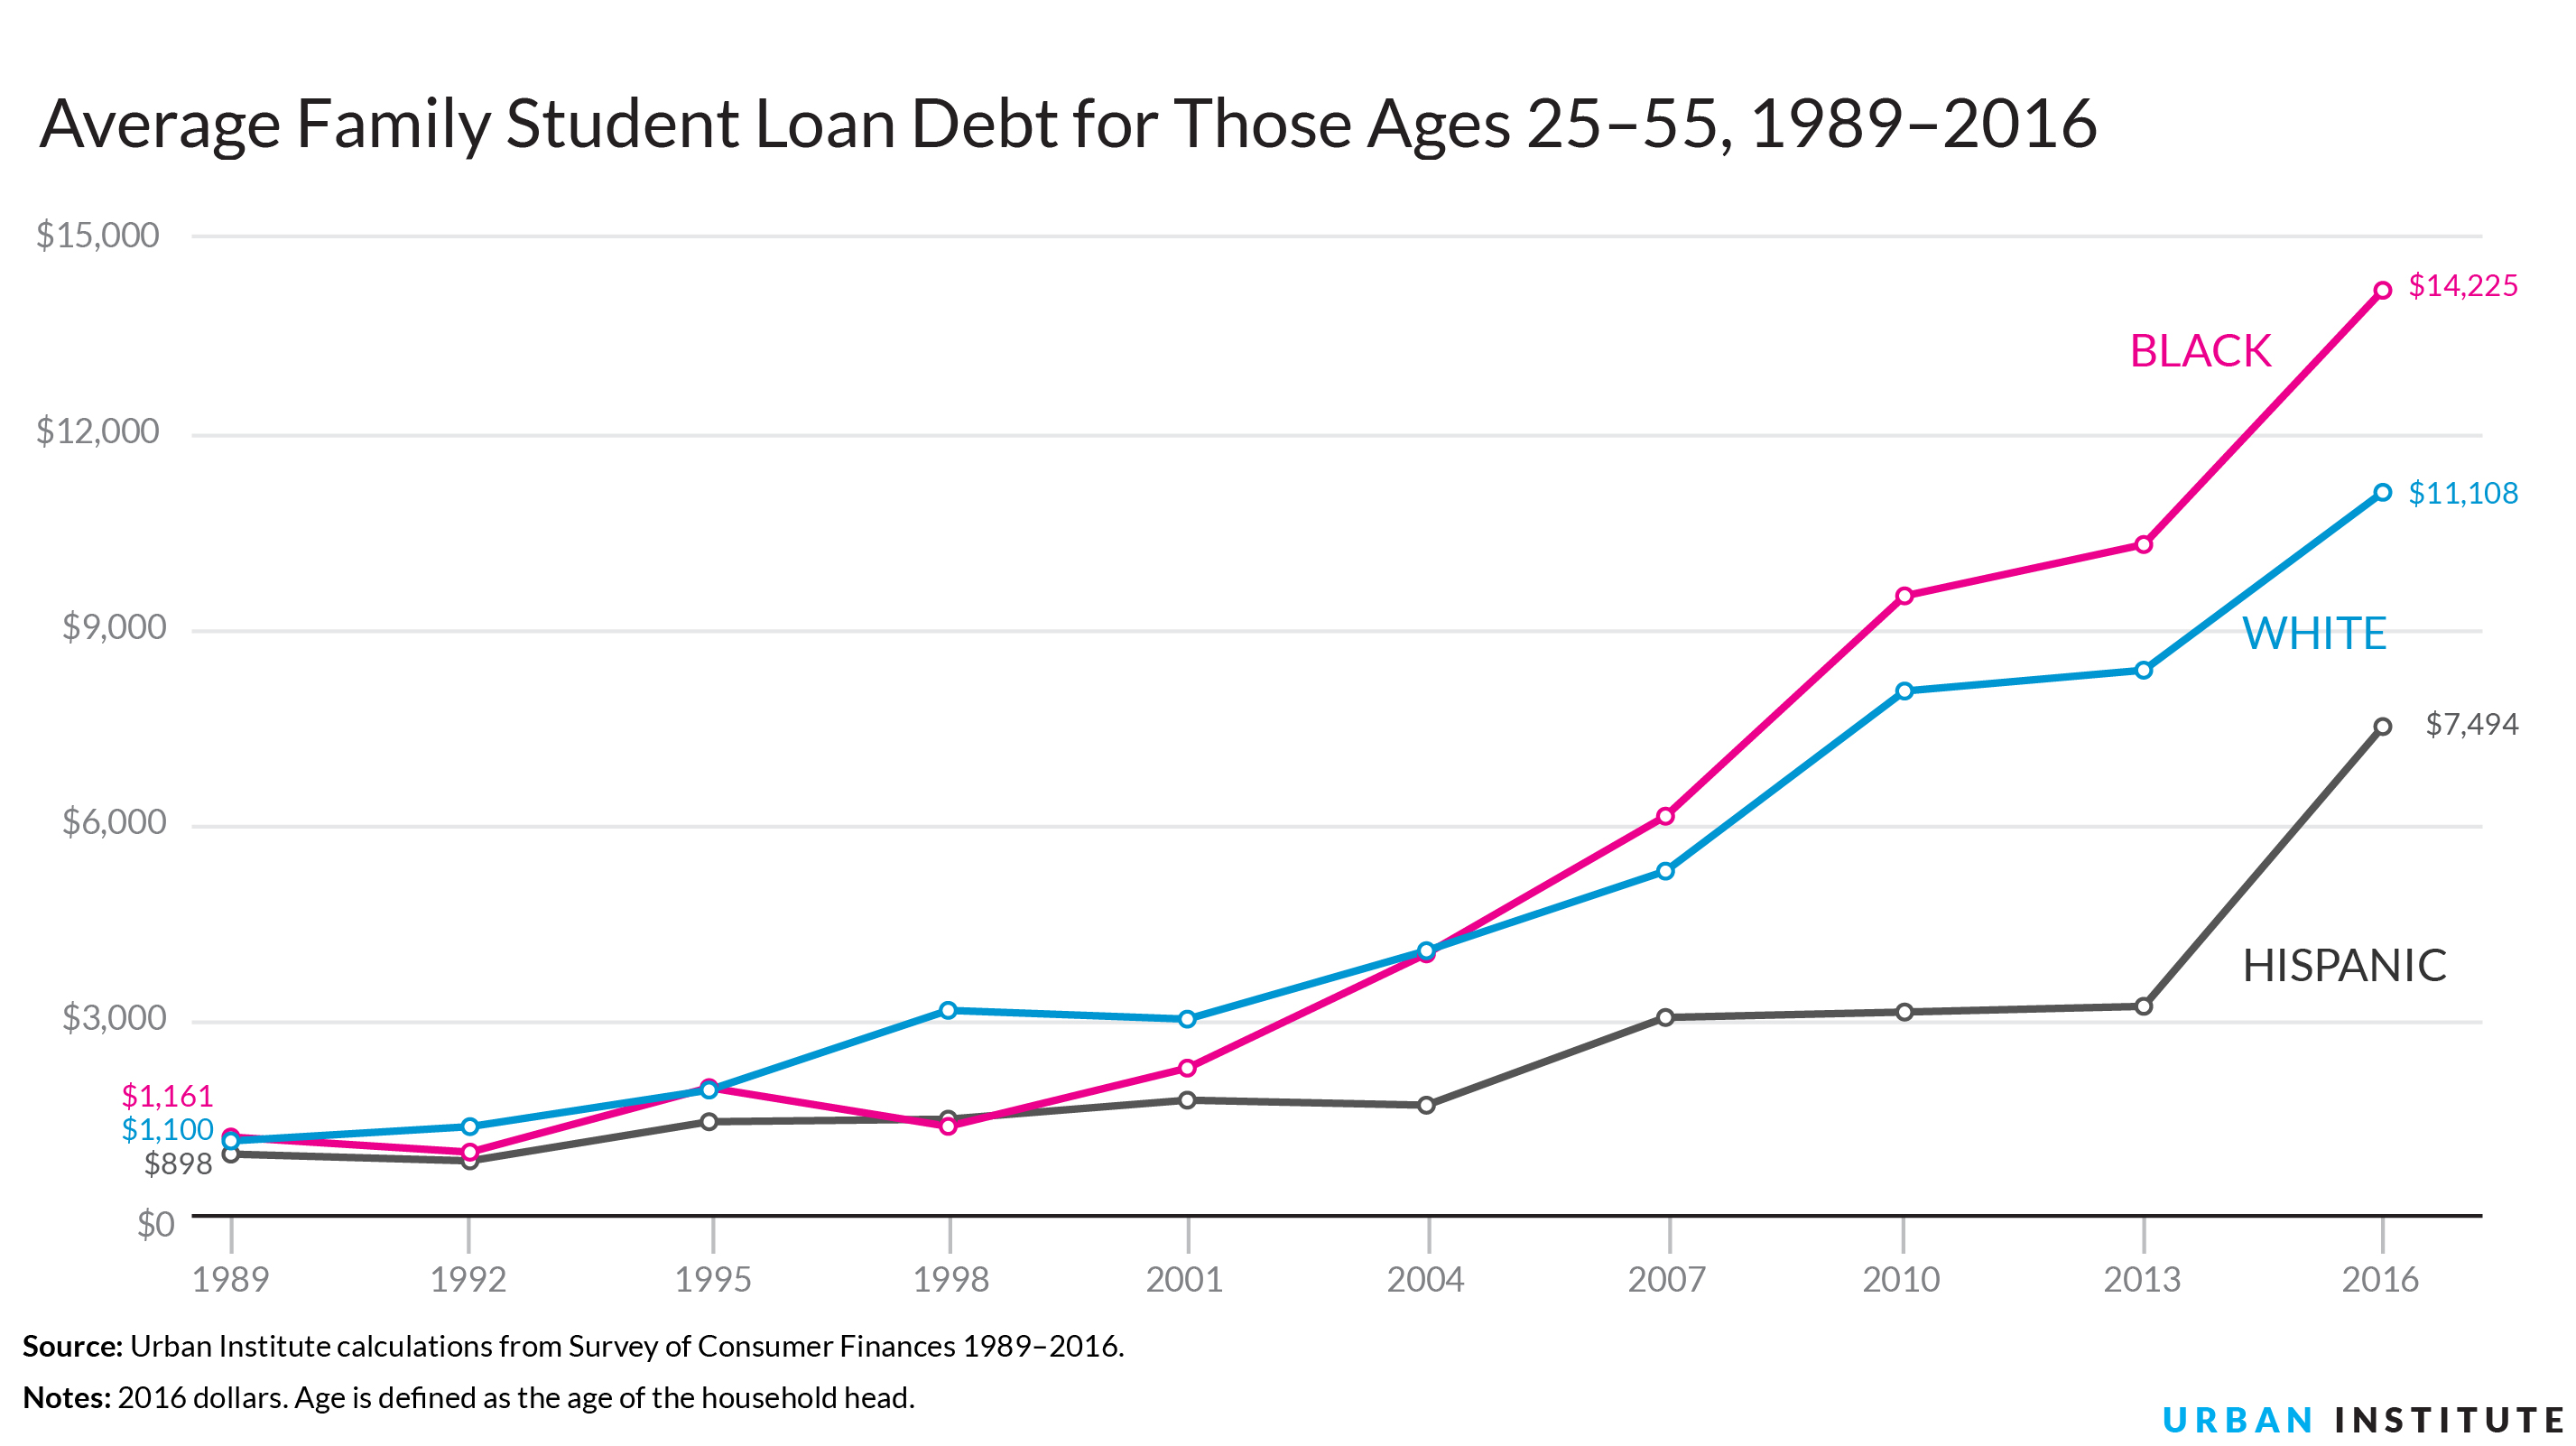 Average Family Student Loan Debt for Those Ages 25–55, 1989–2016
$15,000
$14,225
BLACK
$12,000
$11,108
$9,000
WHITE
$7,494
$6,000
HISPANIC
$3,000
$1,161
$1,100
$898
$0
1989 1992 1995 1998 2001 2004 2007 2010 2013 2016
Source: Urban Institute calculations from Survey of Consumer Finances 1989–2016.
Notes: 2016 dollars. Age is defined as the age of the household head.
URBAN INSTITUTE